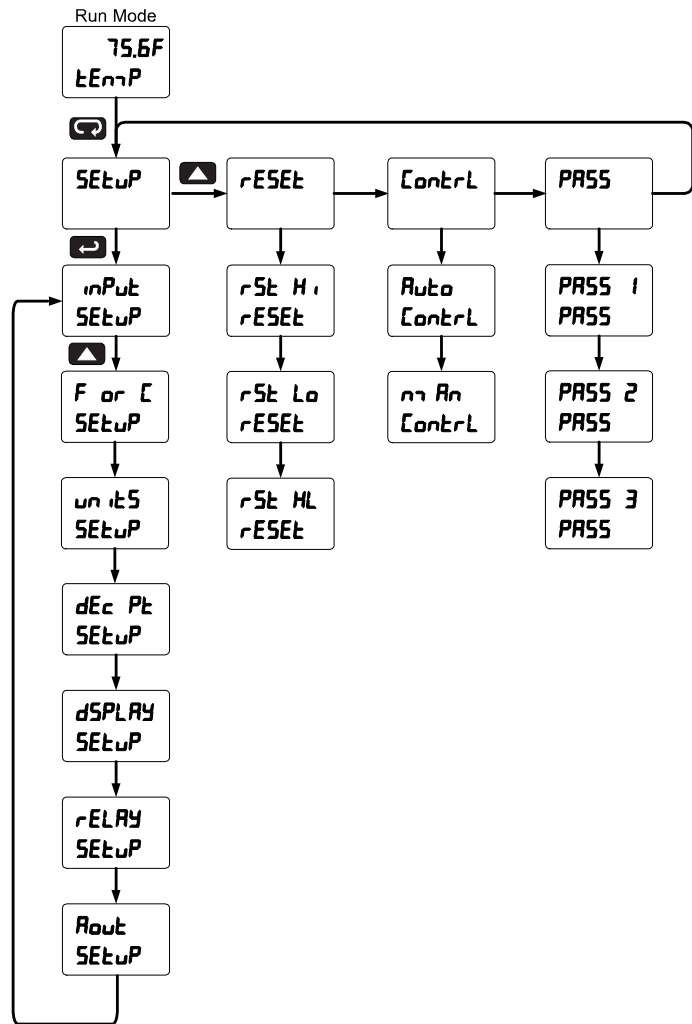 Run Mode
75.6F
tEmP
SEtuP
rESEt
ContrL
PASS
inPut
SEtuP
rSt Hi
rESEt
Auto
ContrL
PASS 1
PASS
F or C
SEtuP
rSt Lo
rESEt
mAn
ContrL
PASS 2
PASS
unitS
SEtuP
rSt HL
rESEt
PASS 3
PASS
dEc Pt
SEtuP
dSPLAY
SEtuP
rELAY
SEtuP
Aout
SEtuP